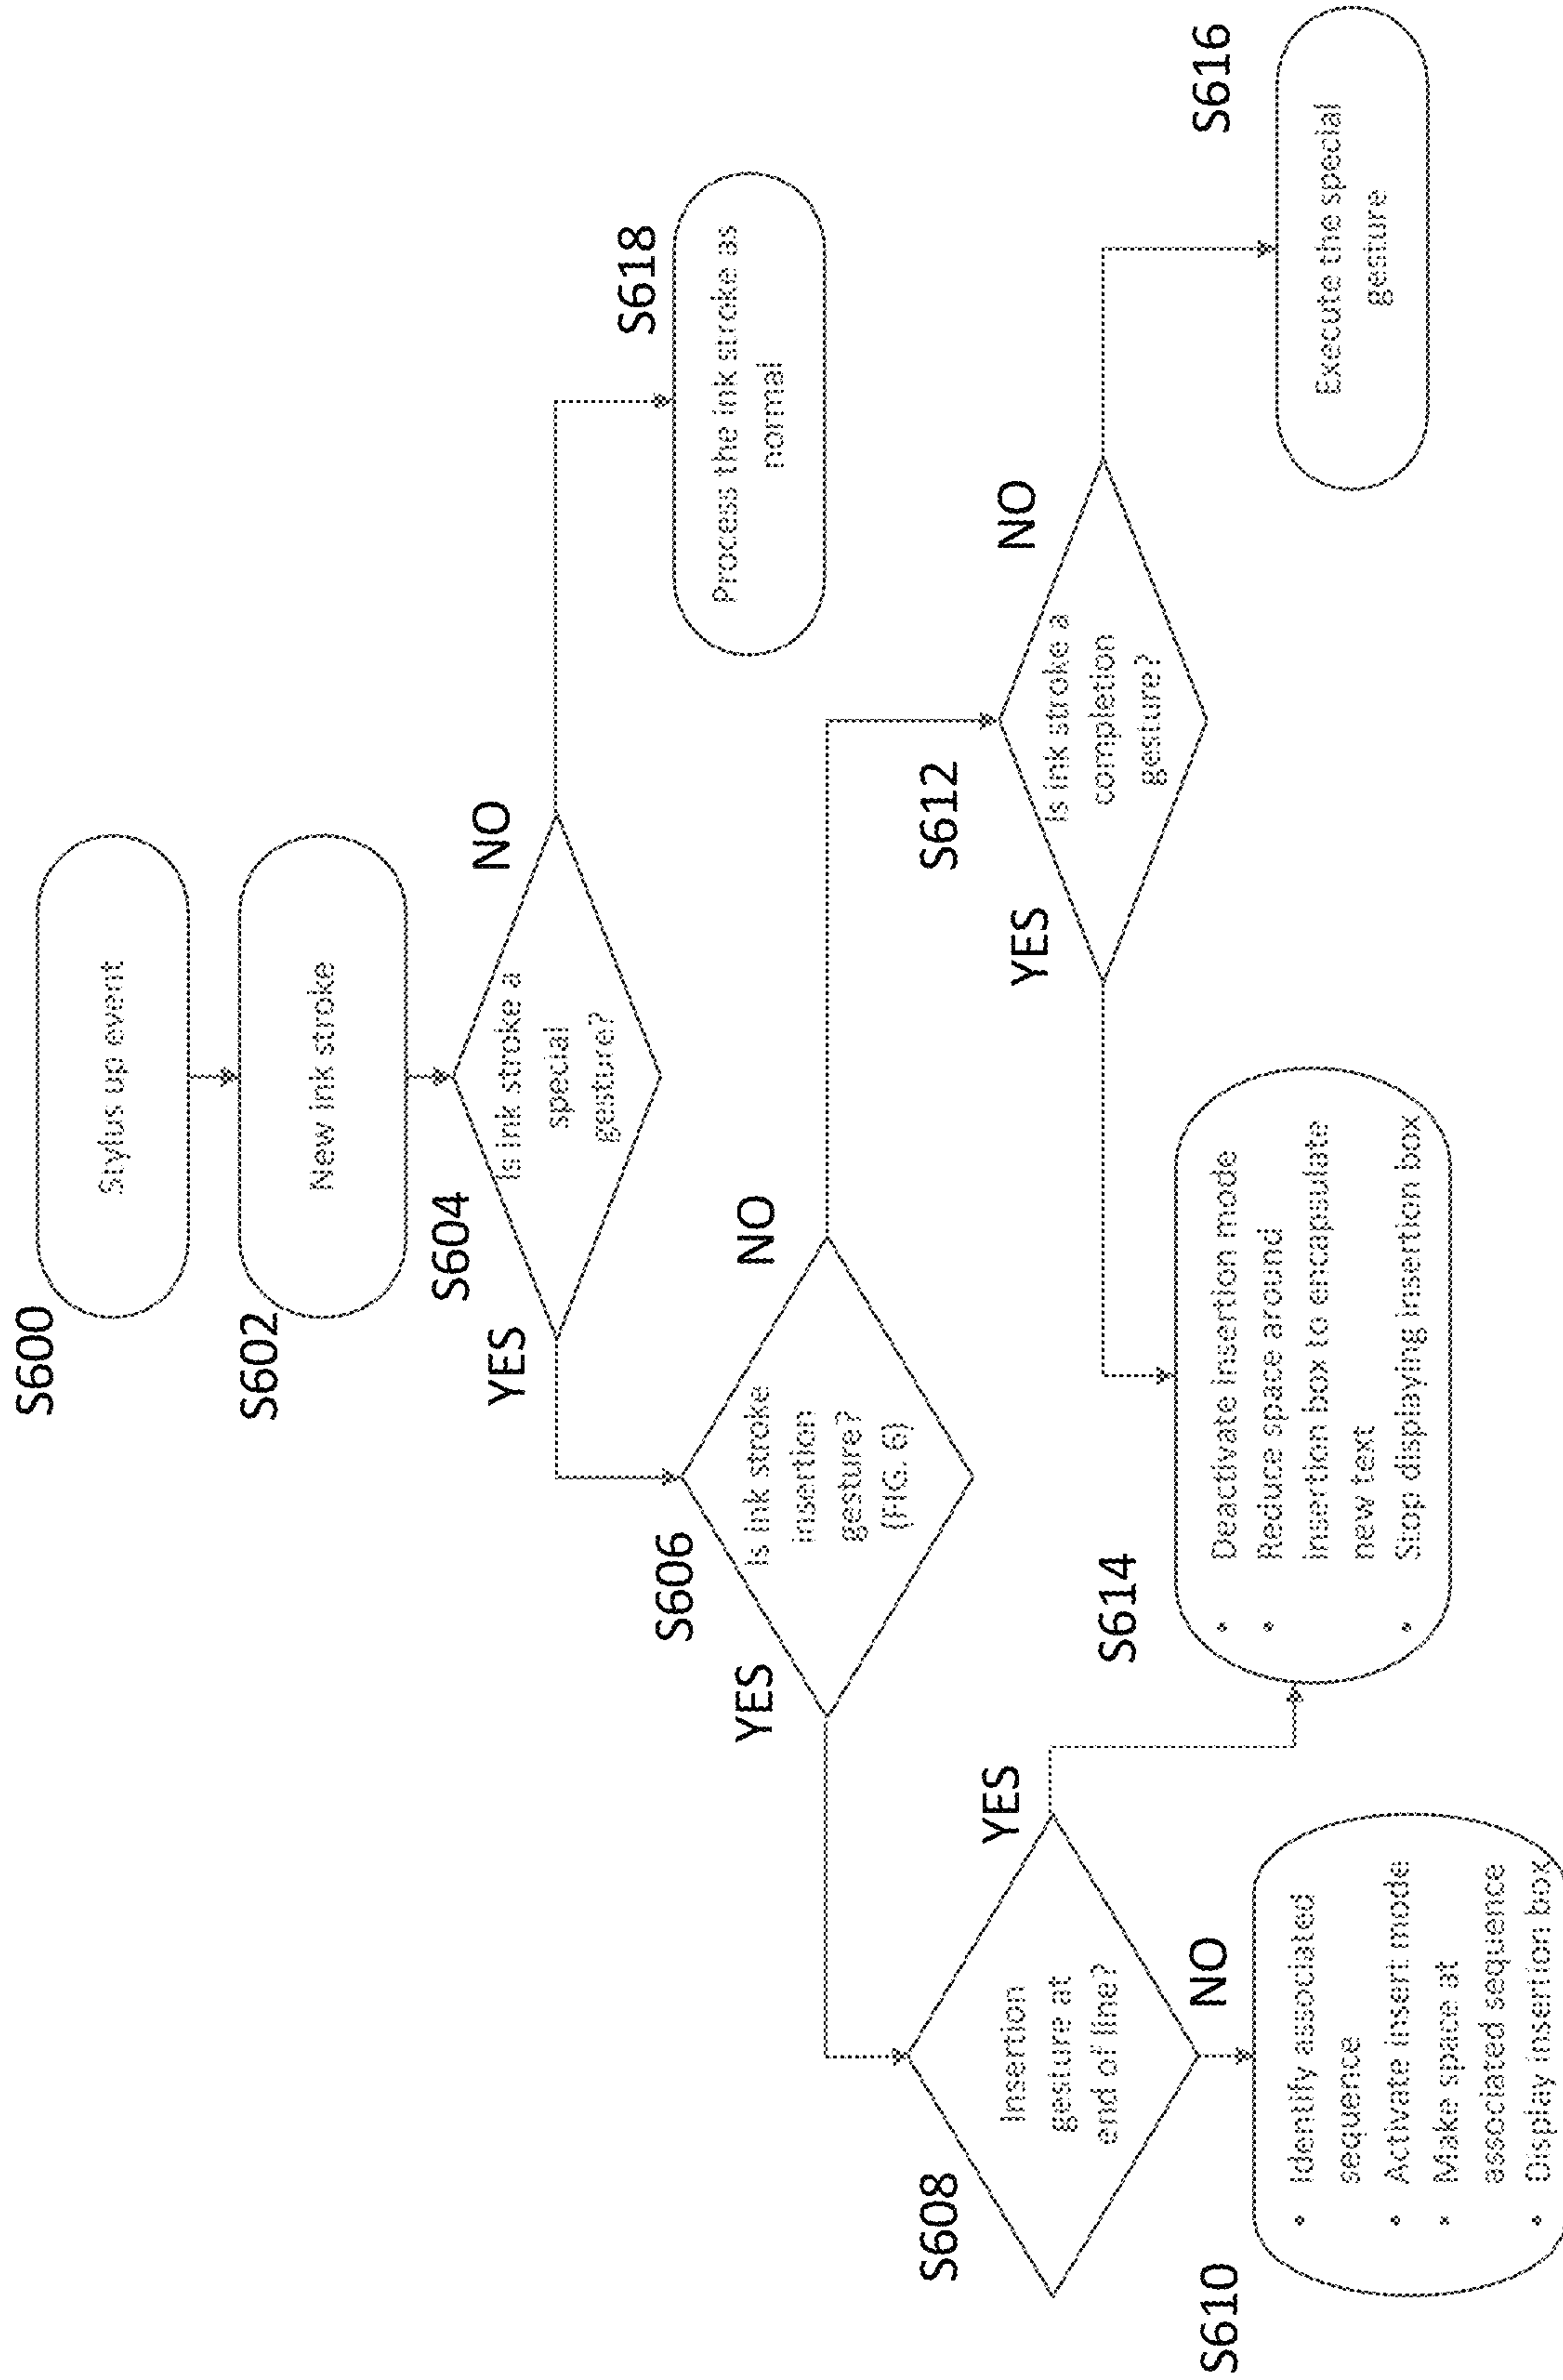 S600
Stylus up event
S602
New ink stroke
S604
Is ink stroke a
special
gesture?
YES
NO
S618
Process the ink stroke as
normal
S606
Is ink stroke
insertion
gesture?
(FIG. 6)
YES
NO
S608
Insertion
gesture at
end of line?
YES
NO
S612
Is ink stroke a
completion
gesture?
YES
NO
S610
• Identify associated
sequence
• Activate insert mode
• Make space at
associated sequence
• Display insertion box
S614
• Deactivate insertion mode
• Reduce space around
insertion box to encapsulate
new text
• Stop displaying insertion box
S616
Execute the special
gesture